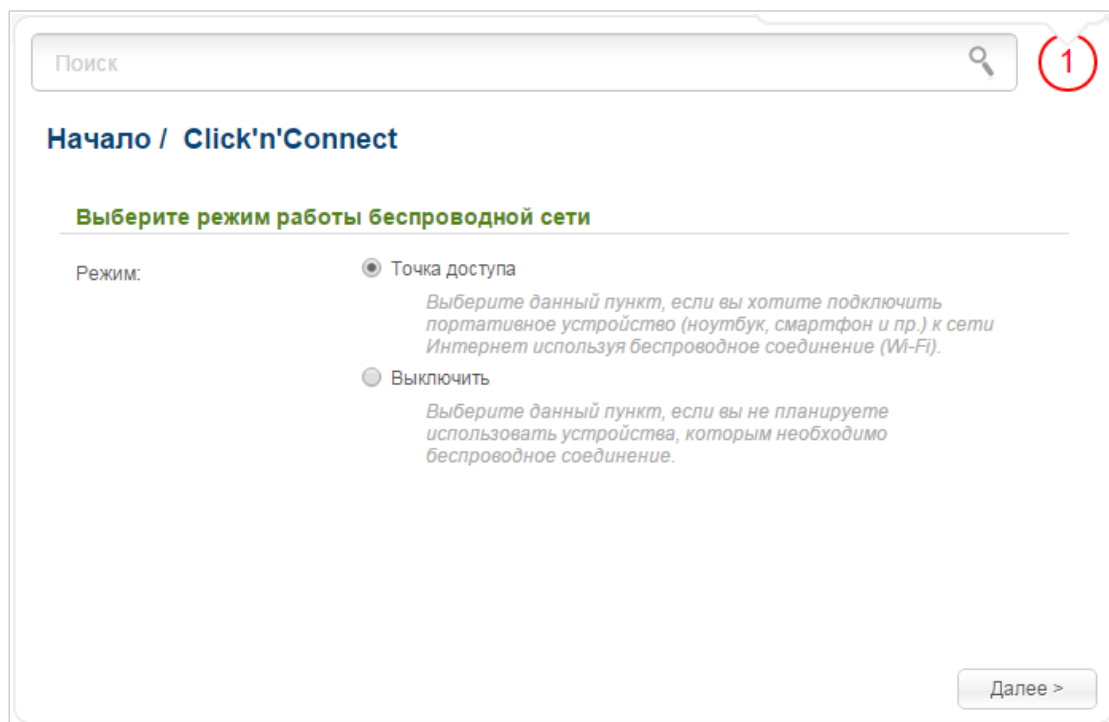 Поиск
1
Начало / Click'n'Connect
Выберите режим работы беспроводной сети
Режим:
Точка доступа
Выберите данный пункт, если вы хотите подключить
портативное устройство (ноутбук, смартфон и пр.) к сети
Интернет используя беспроводное соединение (Wi-Fi).
Выключить
Выберите данный пункт, если вы не планируете
использовать устройства, которым необходимо
беспроводное соединение.
Далее >